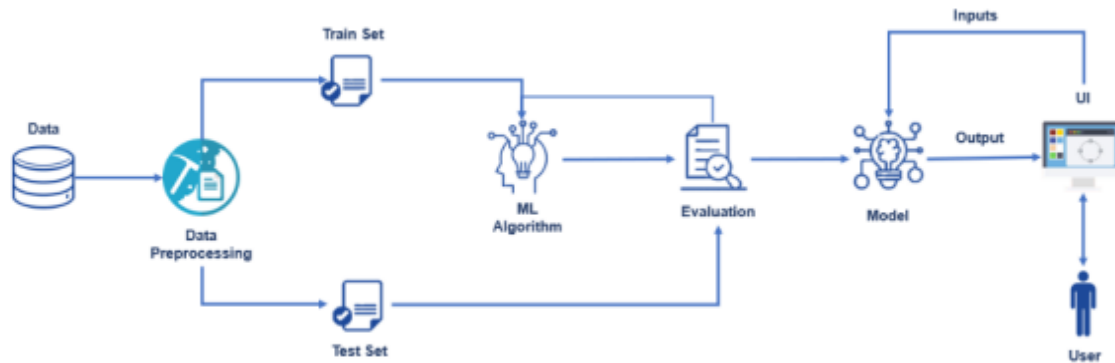 Inputs
Train Set
UI
Data
Output
ML
Algorithm
Evaluation
Model
Data
Preprocessing
Test Set
User